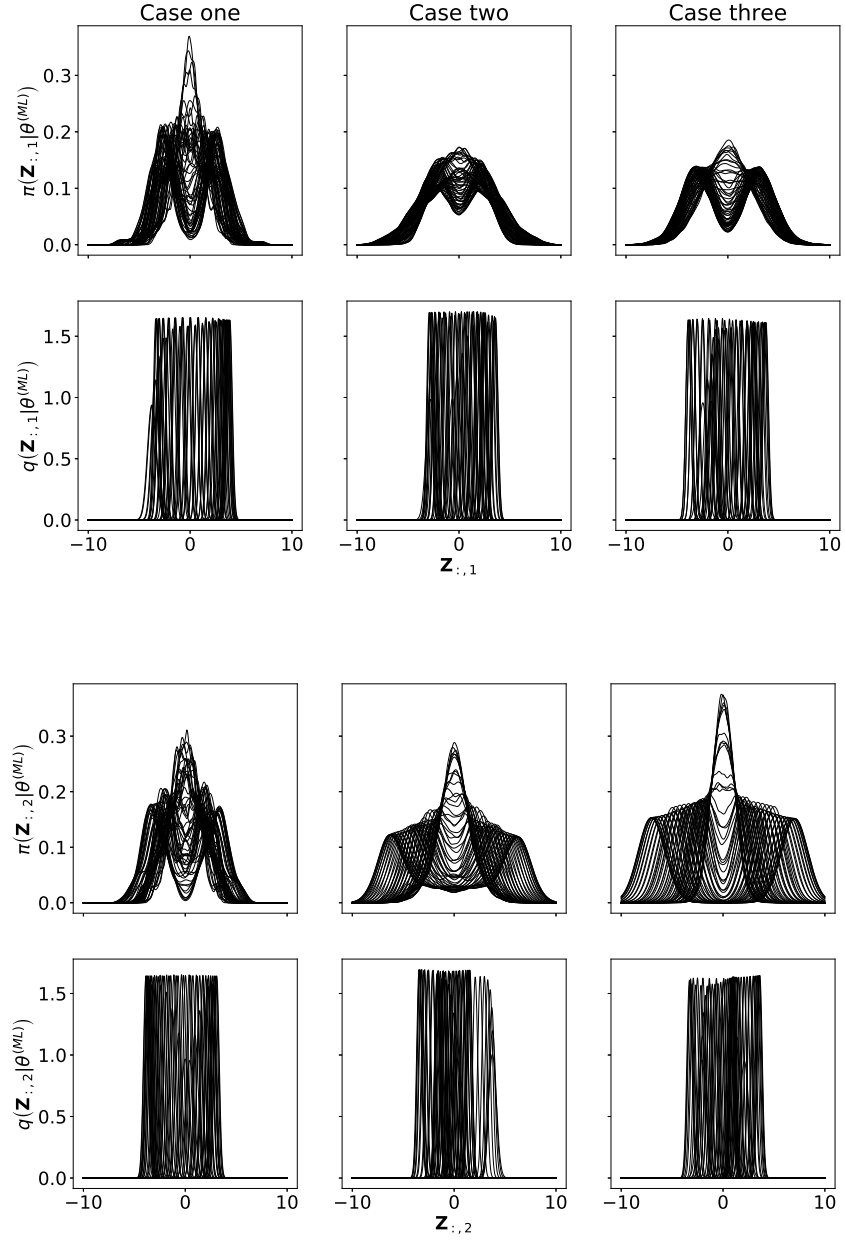 Case one Case two Case three
π(Z:,1|θ(ML))
0.3
0.2
0.1
0.0
q(Z:,1|θ(ML))
1.5
1.0
0.5
0.0
−10 0 10 −10 0 10 −10 0 10
Z:,1
π(Z:,2|θ(ML))
0.3
0.2
0.1
0.0
q(Z:,2|θ(ML))
1.5
1.0
0.5
0.0
−10 0 10 −10 0 10 −10 0 10
Z:,2